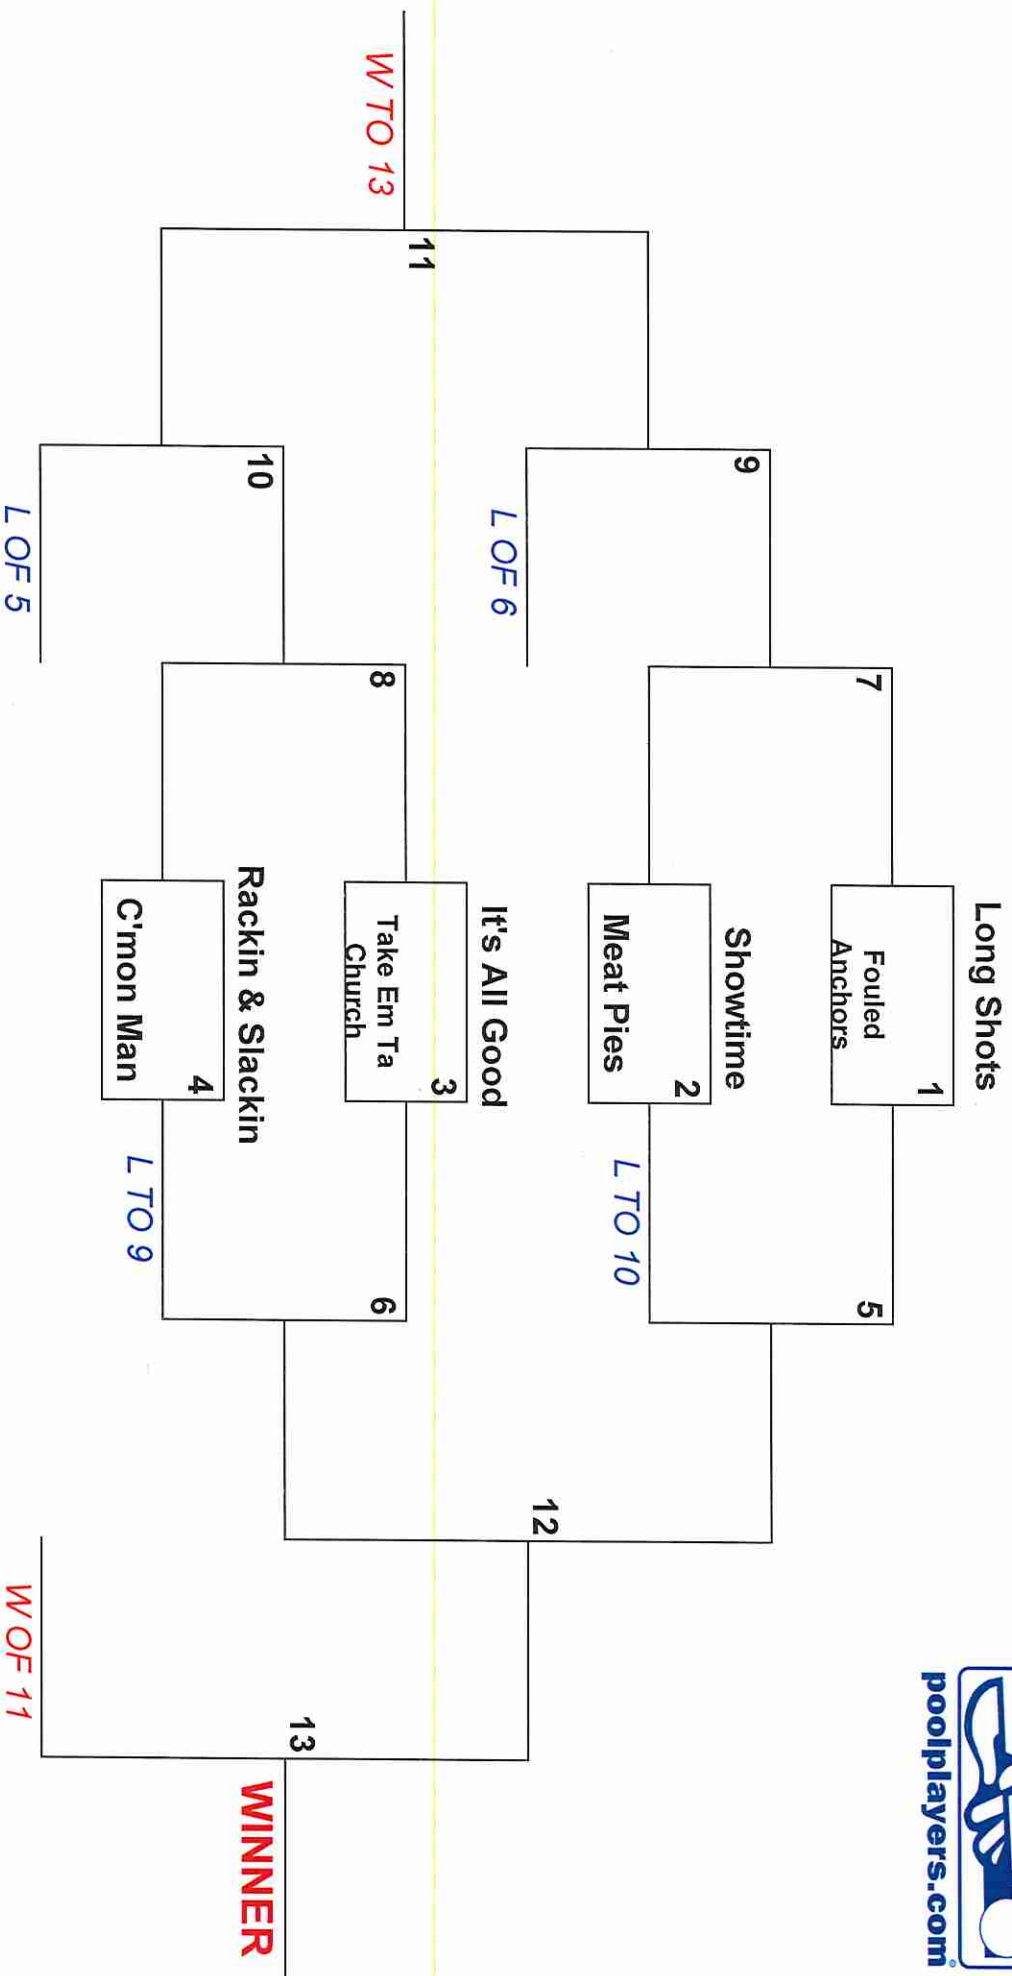 poolplayers.com®
Long Shots
Fouled
Anchors
1
7
5
Showtime
Meat Pies
2
L TO 10
9
L OF 6
12
11
W TO 13
It's All Good
Take Em Ta
Church
3
8
6
Rackin & Slackin
C'mon Man
4
L TO 9
10
L OF 5
13
WINNER
W OF 11